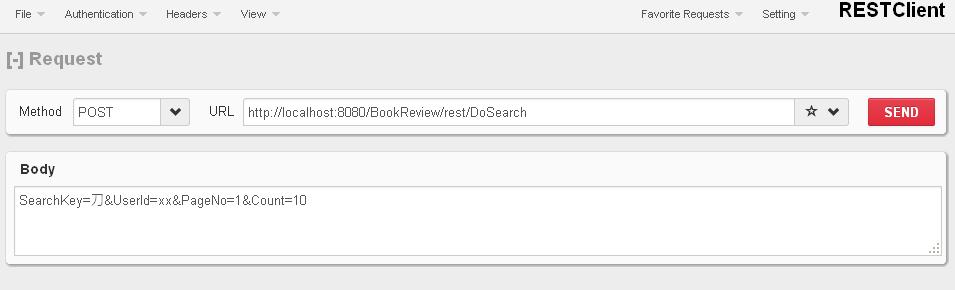 File Authentication Headers View Favorite Requests Setting RESTClient
[-] Request
Method POST URL http://localhost:8080/BookReview/rest/DoSearch SEND
Body
SearchKey=刀&UserId=xx&PageNo=1&Count=10